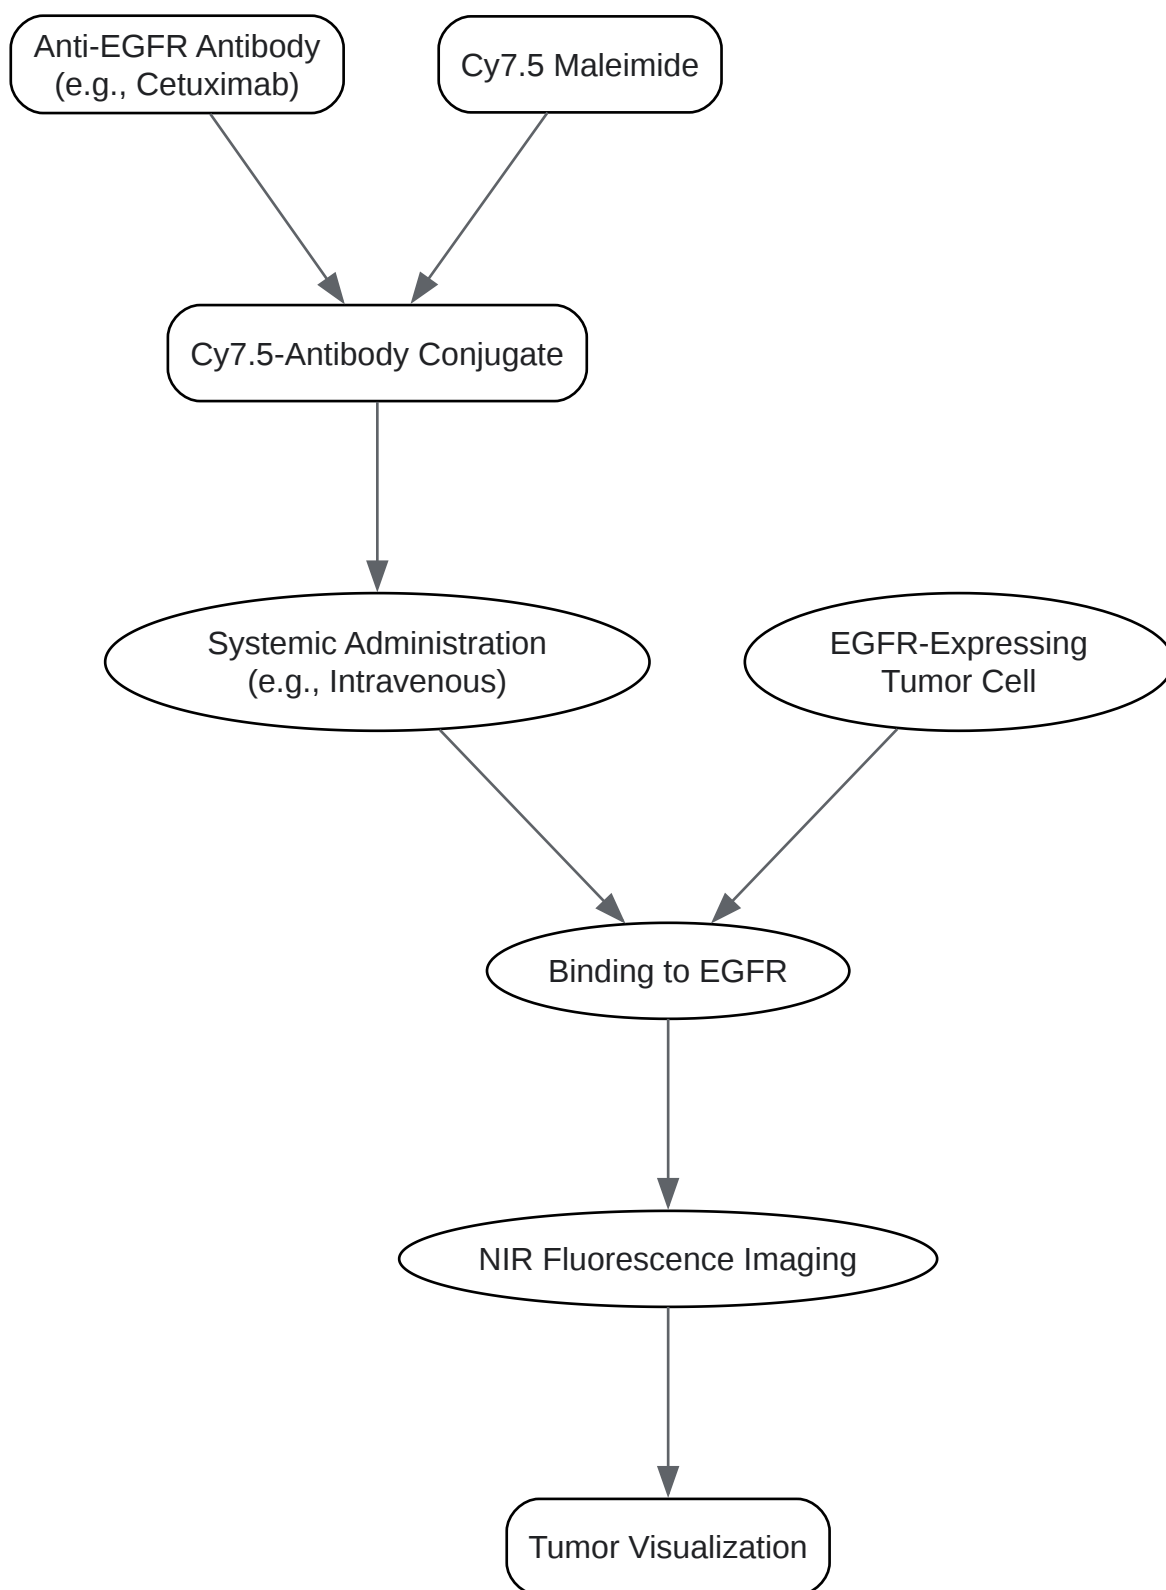 Anti-EGFR Antibody
(e.g., Cetuximab)
Cy7.5 Maleimide
Cy7.5-Antibody Conjugate
Systemic Administration
(e.g., Intravenous)
EGFR-Expressing
Tumor Cell
Binding to EGFR
NIR Fluorescence Imaging
Tumor Visualization